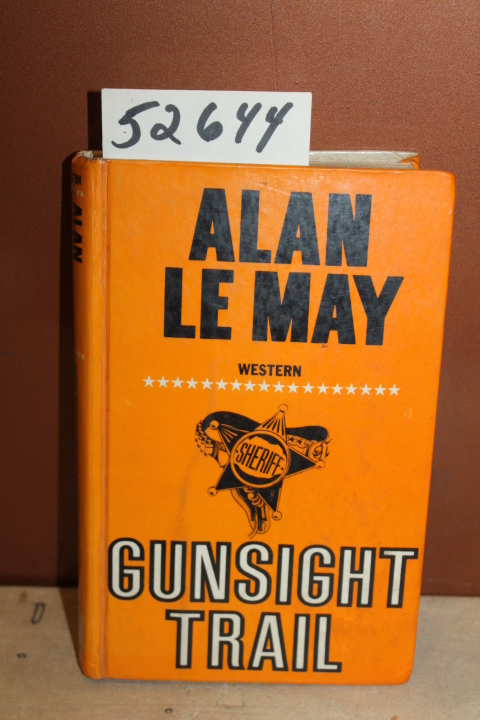 52644
ALAN
LE MAY
WESTERN
SHERIFF
GUNSIGHT
TRAIL
ALAN
D